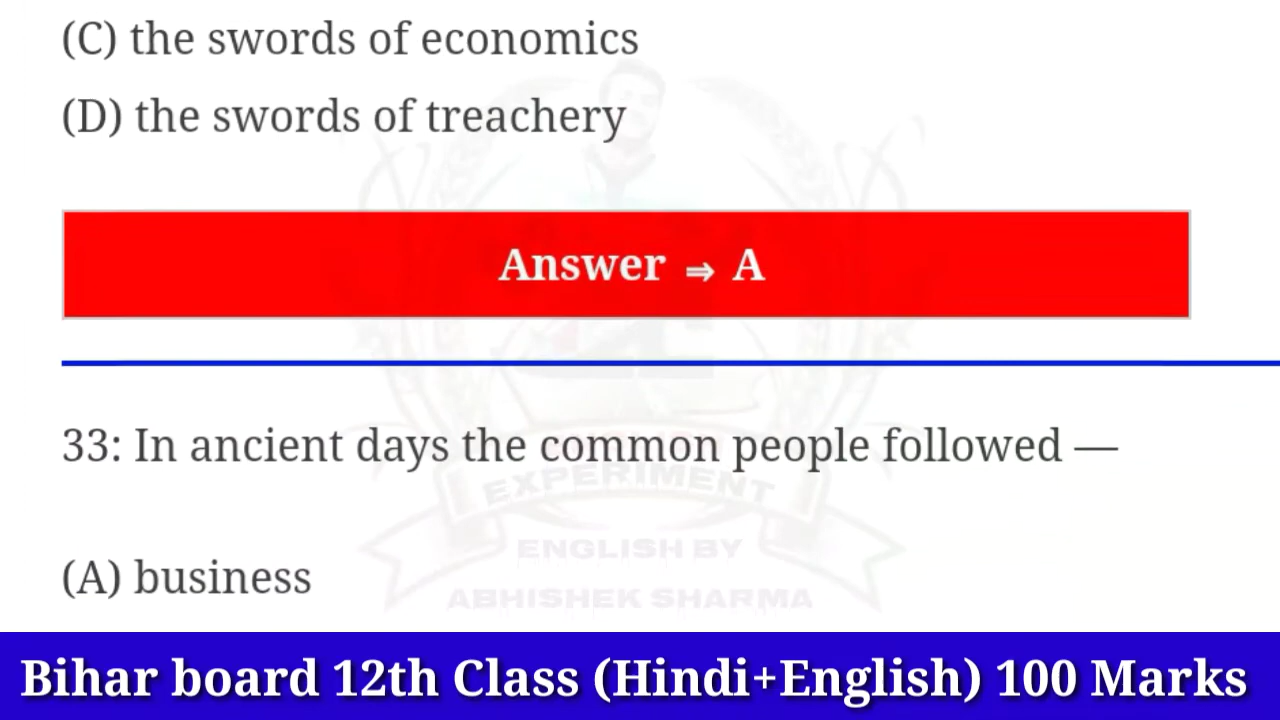 (C) the swords of economics
(D) the swords of treachery
Answer ⇒ A
33: In ancient days the common people followed —
EXPERIMENT
(A) business
ENGLISH BY
ABHISHEK SHARMA
Bihar board 12th Class (Hindi+English) 100 Marks